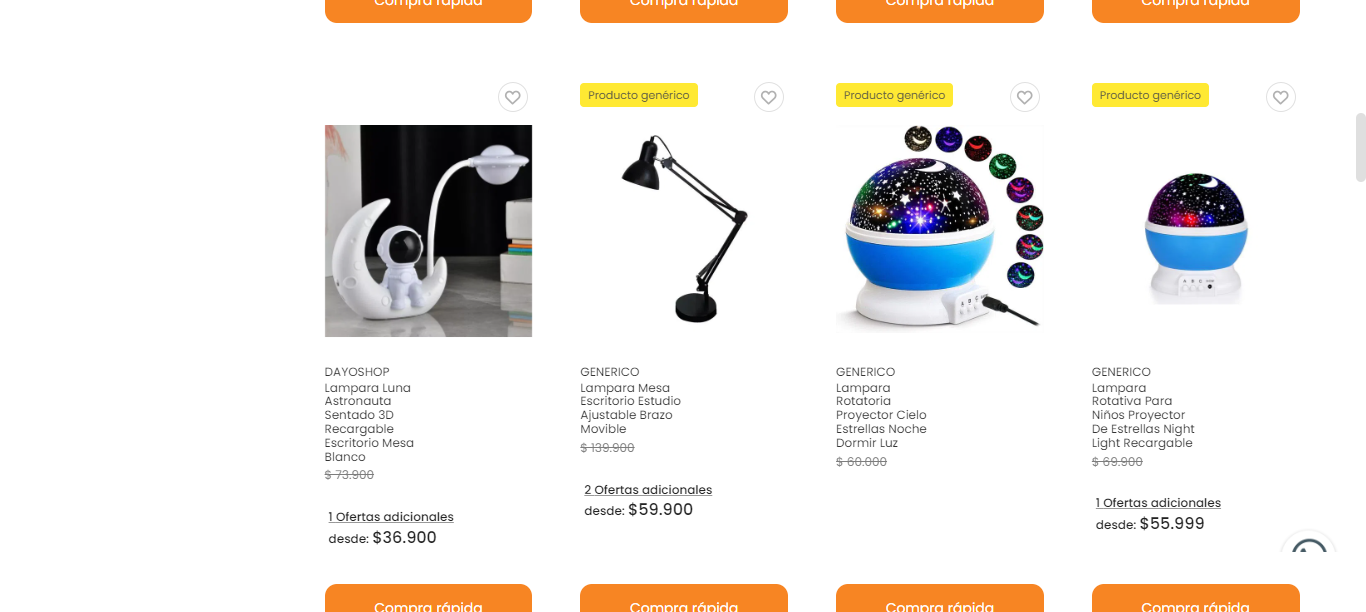 Compra rápida
Compra rápida
Compra rápida
Compra rápida
Producto genérico
Producto genérico
Producto genérico
DAYOSHOP
Lampara Luna
Astronauta
Sentado 3D
Recargable
Escritorio Mesa
Blanco
$ 73.900
1 Ofertas adicionales
desde: $36.900
GENERICO
Lampara Mesa
Escritorio Estudio
Ajustable Brazo
Movible
$ 139.900
2 Ofertas adicionales
desde: $59.900
GENERICO
Lampara
Rotatoria
Proyector Cielo
Estrellas Noche
Dormir Luz
$ 60.000
GENERICO
Lampara
Rotativa Para
Niños Proyector
De Estrellas Night
Light Recargable
$ 69.900
1 Ofertas adicionales
desde: $55.999
Compra rápida
Compra rápida
Compra rápida
Compra rápida